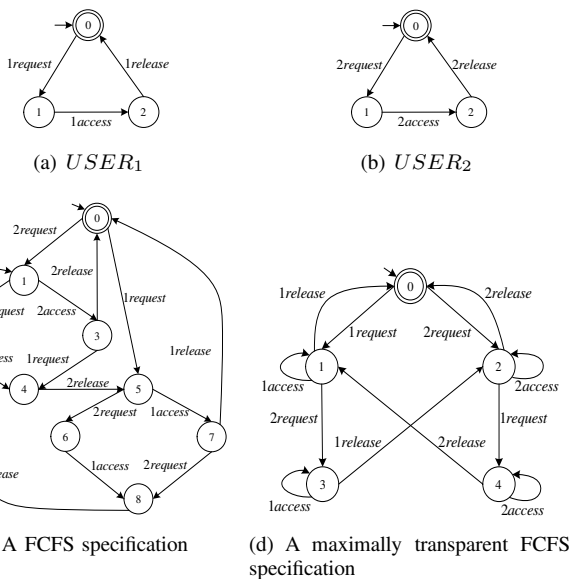 0
0
1request
1release
2request
2release
1
2
1
2
1access
2access
(a) USER1
(b) USER2
0
2request
1
2release
1request
2access
3
1request
1release
4
2release
5
2request
1access
6
7
1access
2request
8
0
1release
2release
1request
2request
1
2
1access
2access
2request
1request
1release
2release
3
4
1access
2access
A FCFS specification
(d) A maximally transparent FCFS
specification